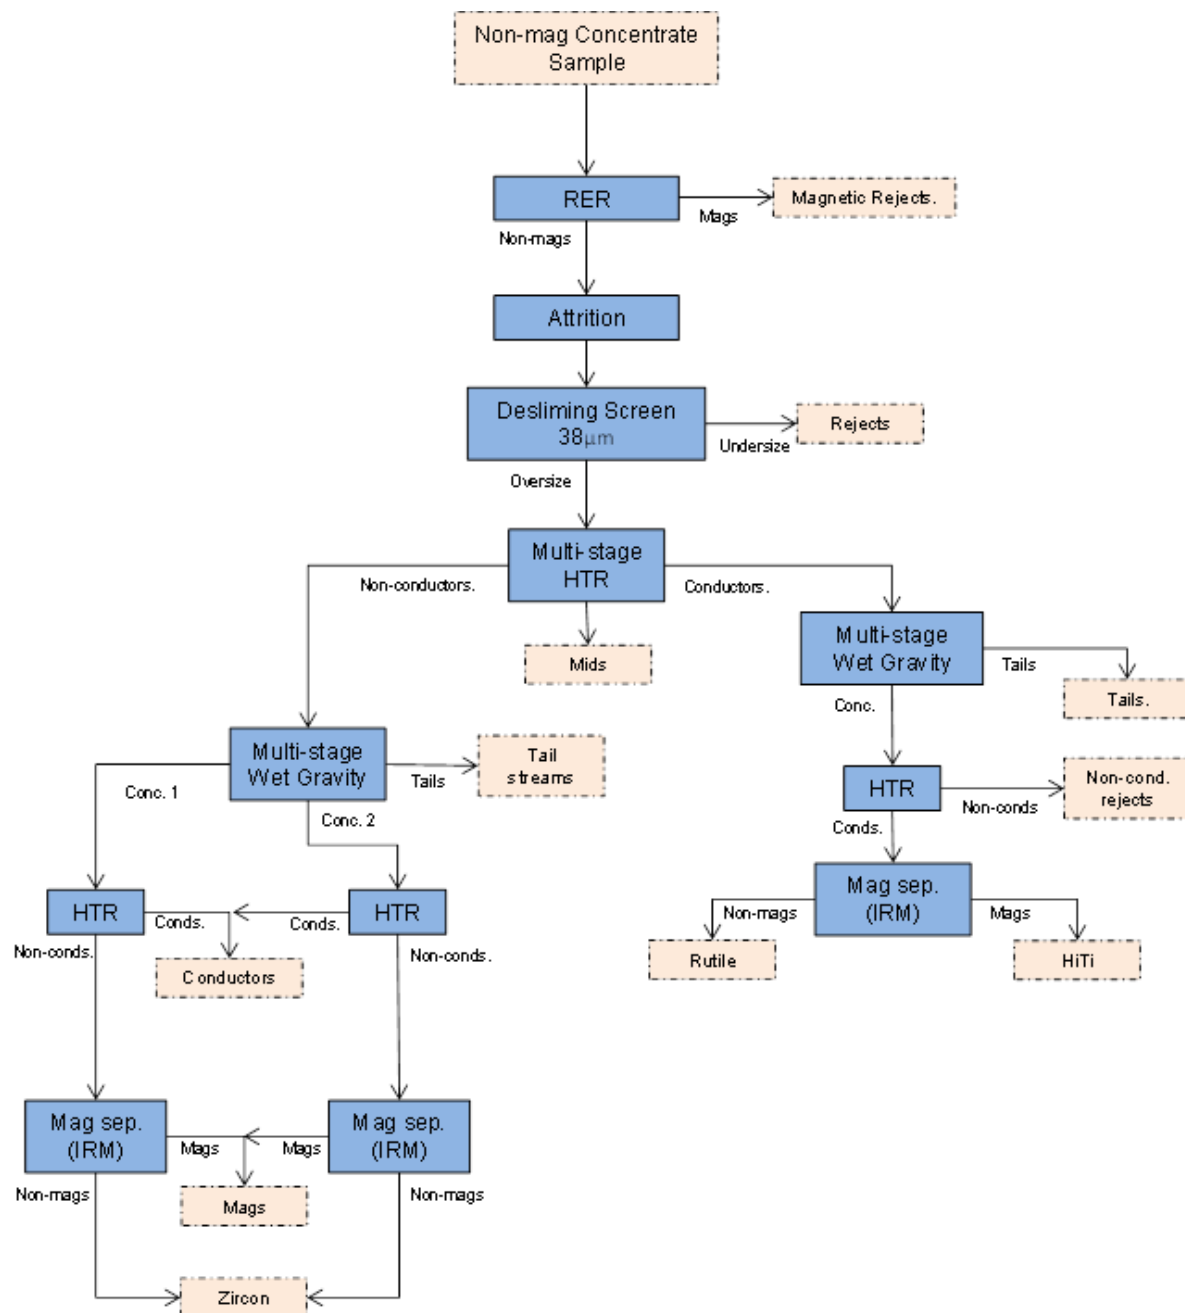 Non-mag Concentrate
Sample
RER
Mags
Magnetic Rejects.
Non-mags
Attrition
Desliming Screen
38µm
Rejects
Undersize
Oversize
Multi-stage
HTR
Non-conductors.
Conductors.
Mids
Multi-stage
Wet Gravity
Tails
Tails.
Conc.
Multi-stage
Wet Gravity
Tail
streams
Tails
Conc. 1
Conc. 2
HTR
Non-conds
Non-cond.
rejects
Conds.
Mag sep.
(IRM)
Non-mags
Mags
Rutile
HiTi
HTR
Conds.
Conds.
HTR
Non-conds.
Non-conds.
Conductors
Mag sep.
(IRM)
Mags
Mags
Mag sep.
(IRM)
Non-mags
Mags
Non-mags
Zircon